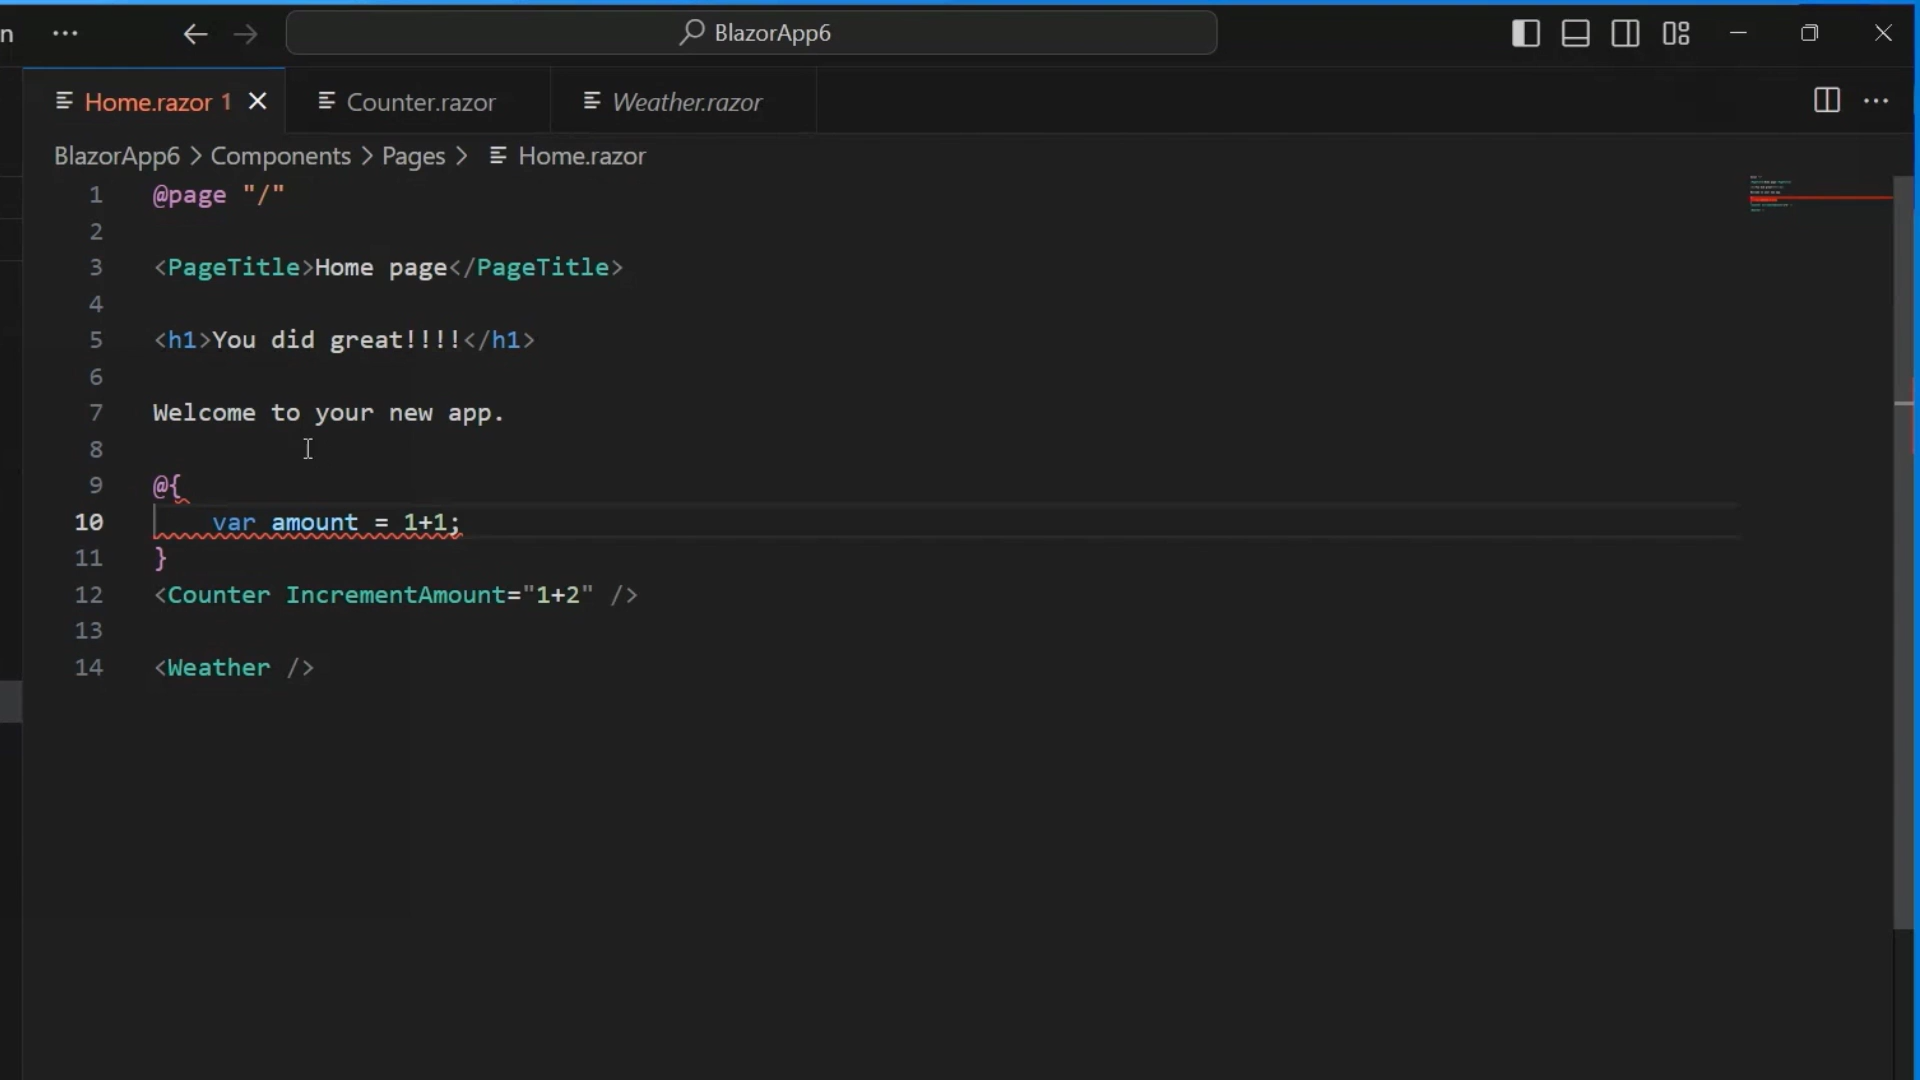 n ... BlazorApp6
Home.razor 1 Counter.razor Weather.razor
BlazorApp6 > Components > Pages > Home.razor
1 @page "/"
2
3 <PageTitle>Home page</PageTitle>
4
5 <h1>You did great!!!!</h1>
6
7 Welcome to your new app.
8
9 @{
10 var amount = 1+1;
11 }
12 <Counter IncrementAmount="1+2" />
13
14 <Weather />